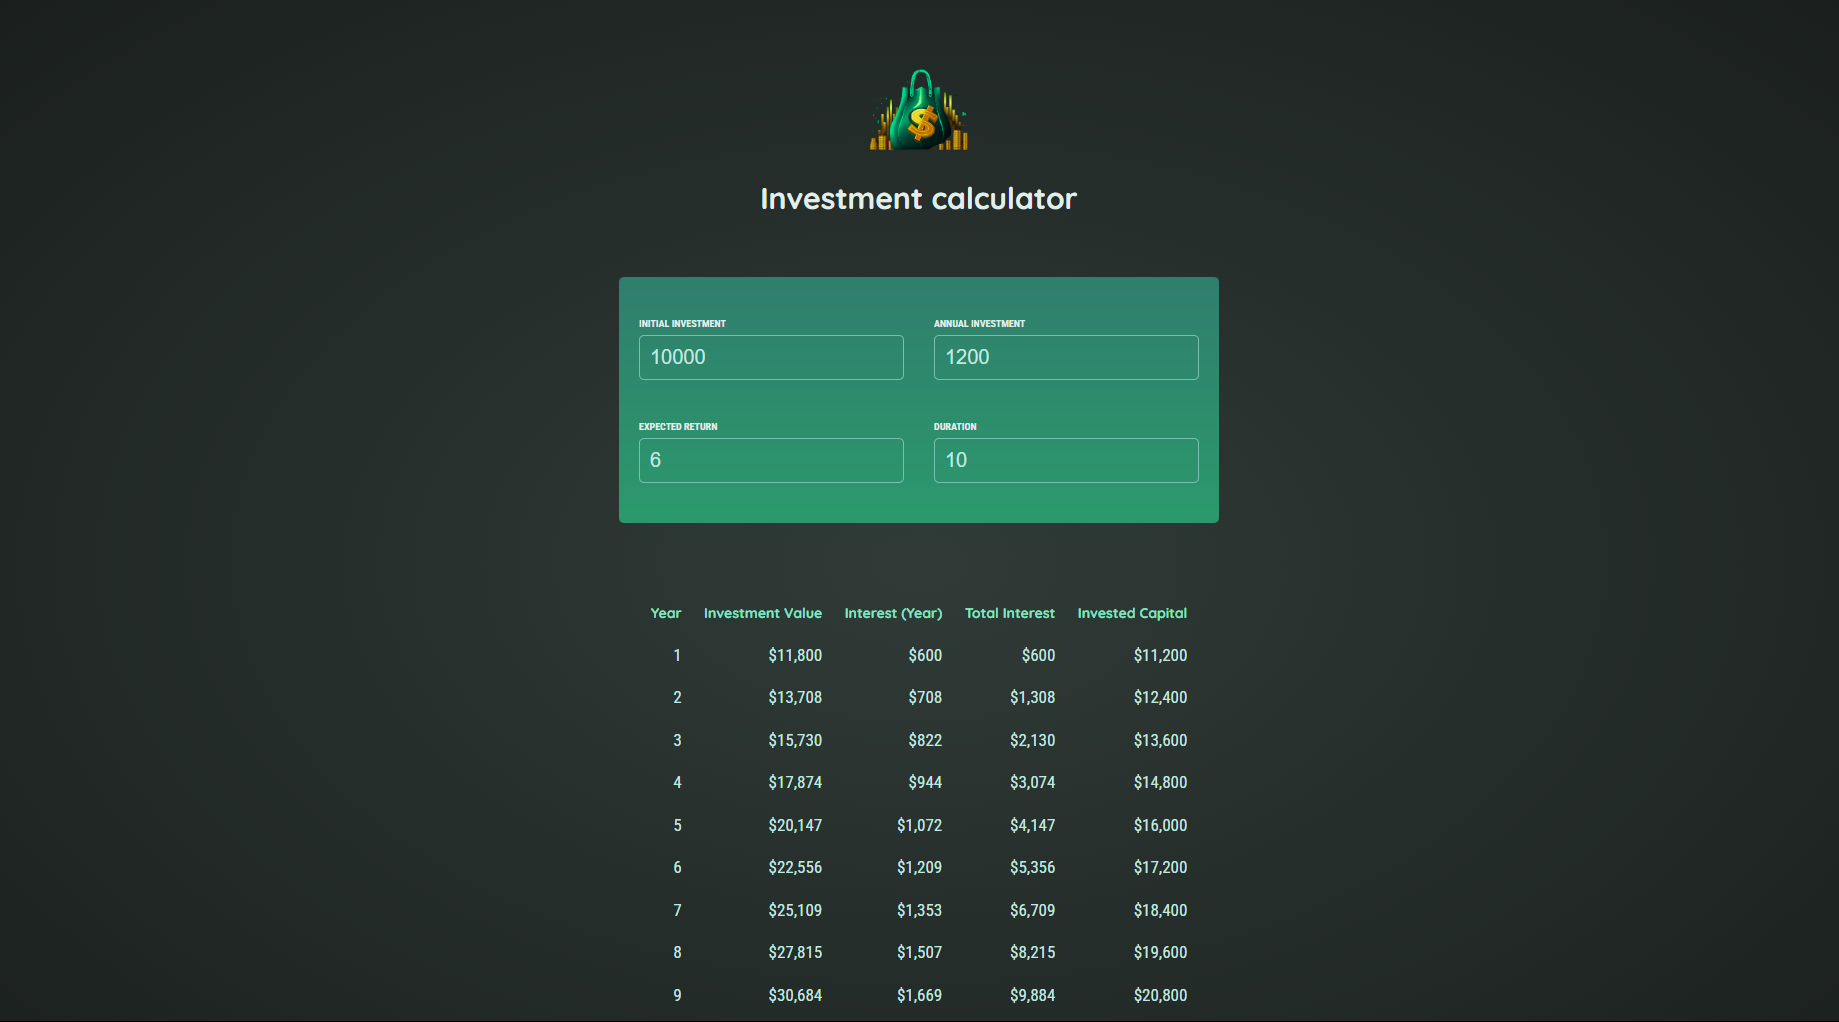 $
Investment calculator
INITIAL INVESTMENT ANNUAL INVESTMENT
10000 1200
EXPECTED RETURN DURATION
6 10
Year Investment Value Interest (Year) Total Interest Invested Capital
1 $11,800 $600 $600 $11,200
2 $13,708 $708 $1,308 $12,400
3 $15,730 $822 $2,130 $13,600
4 $17,874 $944 $3,074 $14,800
5 $20,147 $1,072 $4,147 $16,000
6 $22,556 $1,209 $5,356 $17,200
7 $25,109 $1,353 $6,709 $18,400
8 $27,815 $1,507 $8,215 $19,600
9 $30,684 $1,669 $9,884 $20,800